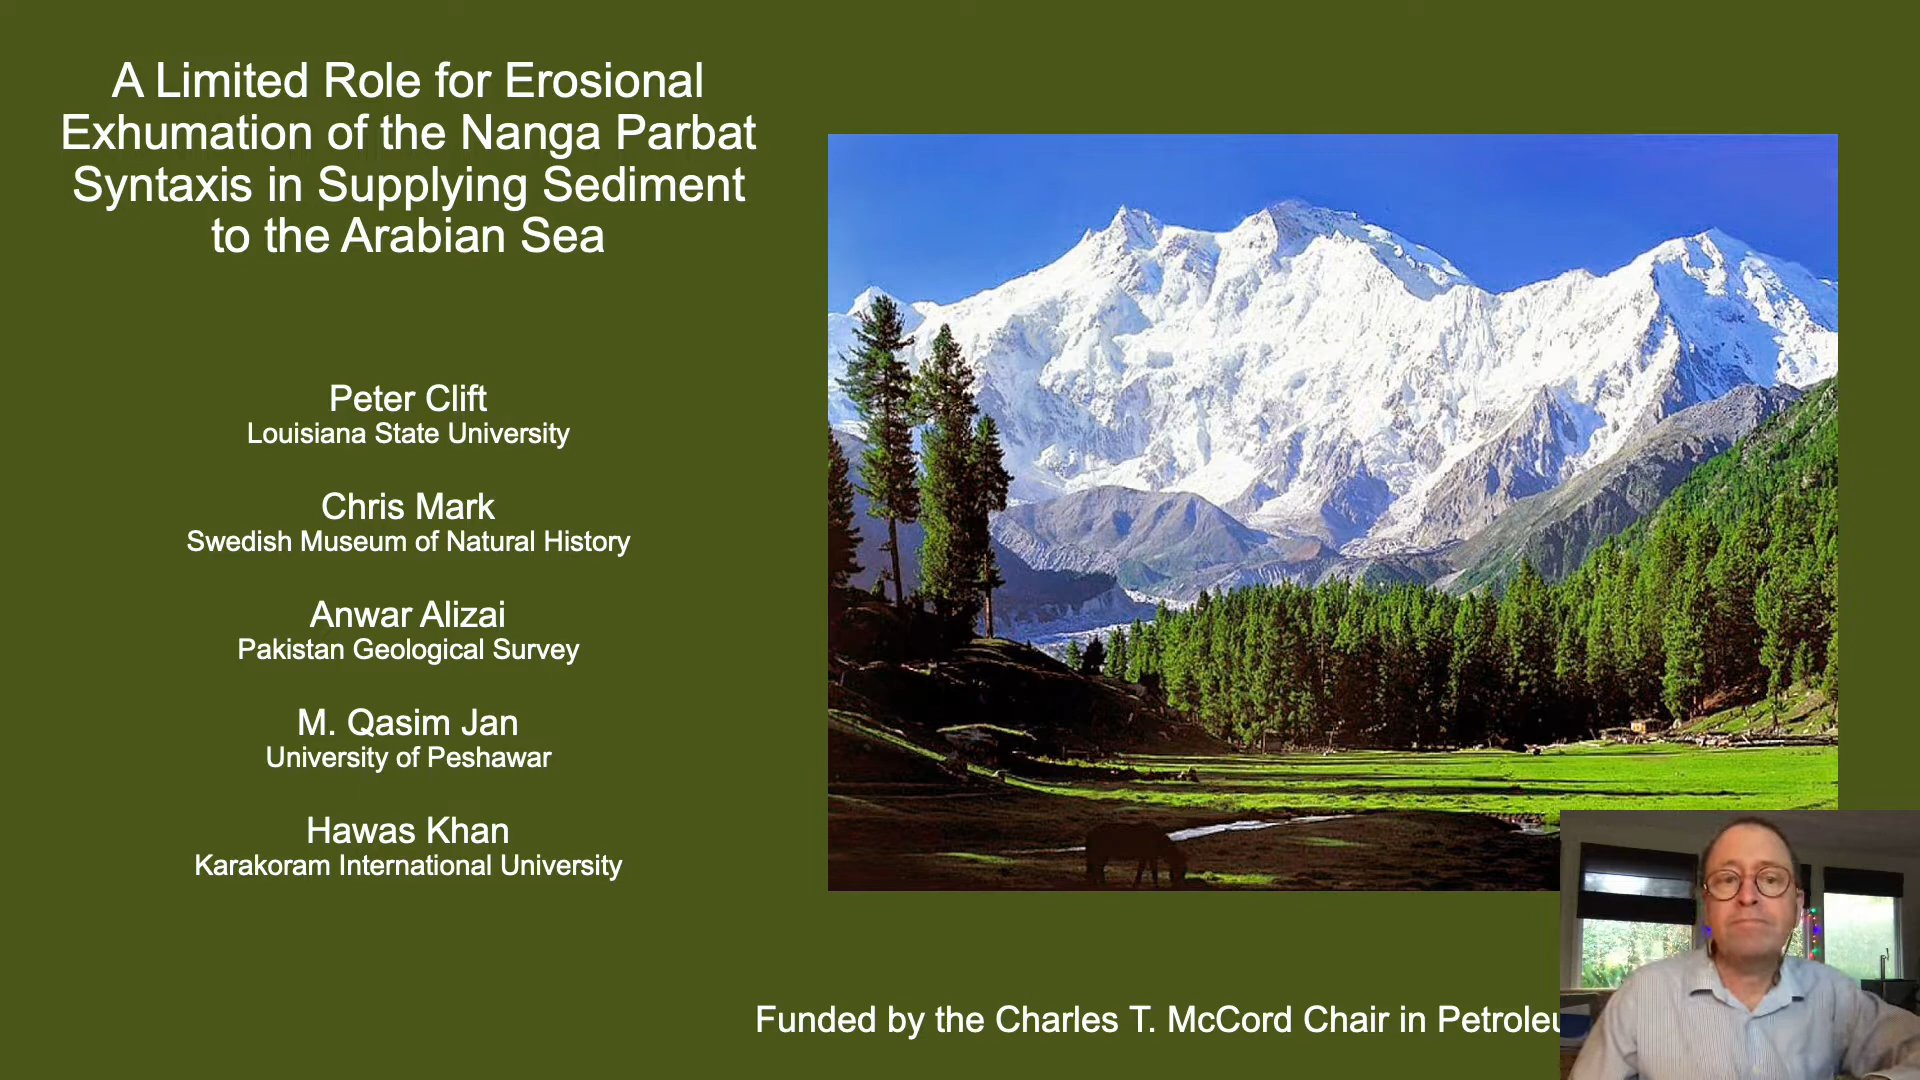 A Limited Role for Erosional
Exhumation of the Nanga Parbat
Syntaxis in Supplying Sediment
to the Arabian Sea
Peter Clift
Louisiana State University
Chris Mark
Swedish Museum of Natural History
Anwar Alizai
Pakistan Geological Survey
M. Qasim Jan
University of Peshawar
Hawas Khan
Karakoram International University
Funded by the Charles T. McCord Chair in